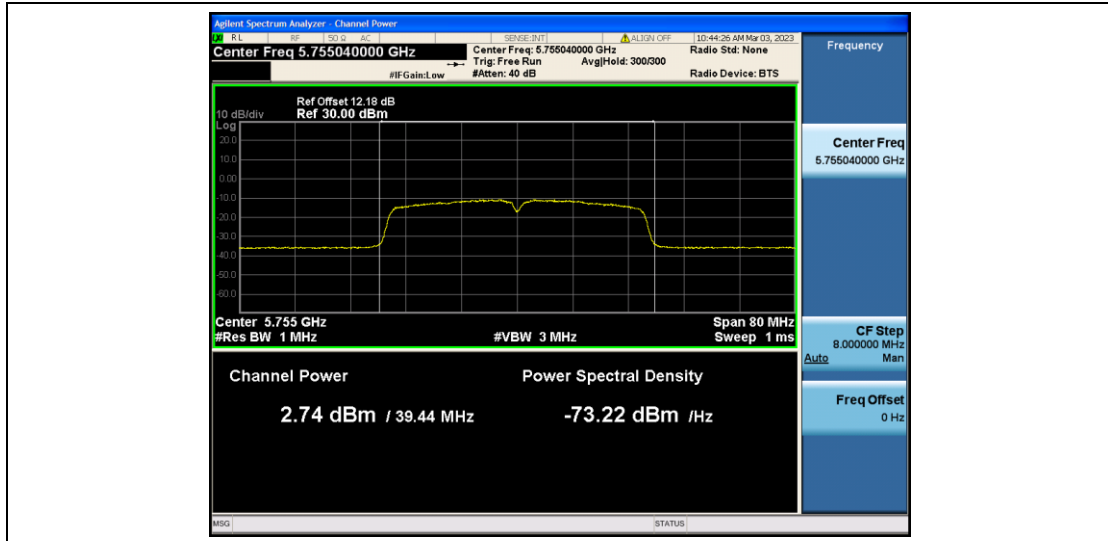 Agilent Spectrum Analyzer - Channel Power
RL RF 50 Ω AC SENSE:INT ALIGN OFF 10:44:26 AM Mar 03, 2023
Center Freq 5.755040000 GHz
Center Freq: 5.755040000 GHz Radio Std: None
Trig: Free Run Avg|Hold: 300/300
#IFGain:Low #Atten: 40 dB Radio Device: BTS
Frequency
Ref Offset 12.18 dB
10 dB/div Ref 30.00 dBm
Log
20.0
10.0
0.00
-10.0
-20.0
-30.0
-40.0
-50.0
-60.0
Center 5.755 GHz Span 80 MHz
#Res BW 1 MHz #VBW 3 MHz Sweep 1 ms
Channel Power Power Spectral Density
2.74 dBm / 39.44 MHz -73.22 dBm /Hz
Center Freq
5.755040000 GHz
CF Step
8.000000 MHz
Auto Man
Freq Offset
0 Hz
MSG STATUS